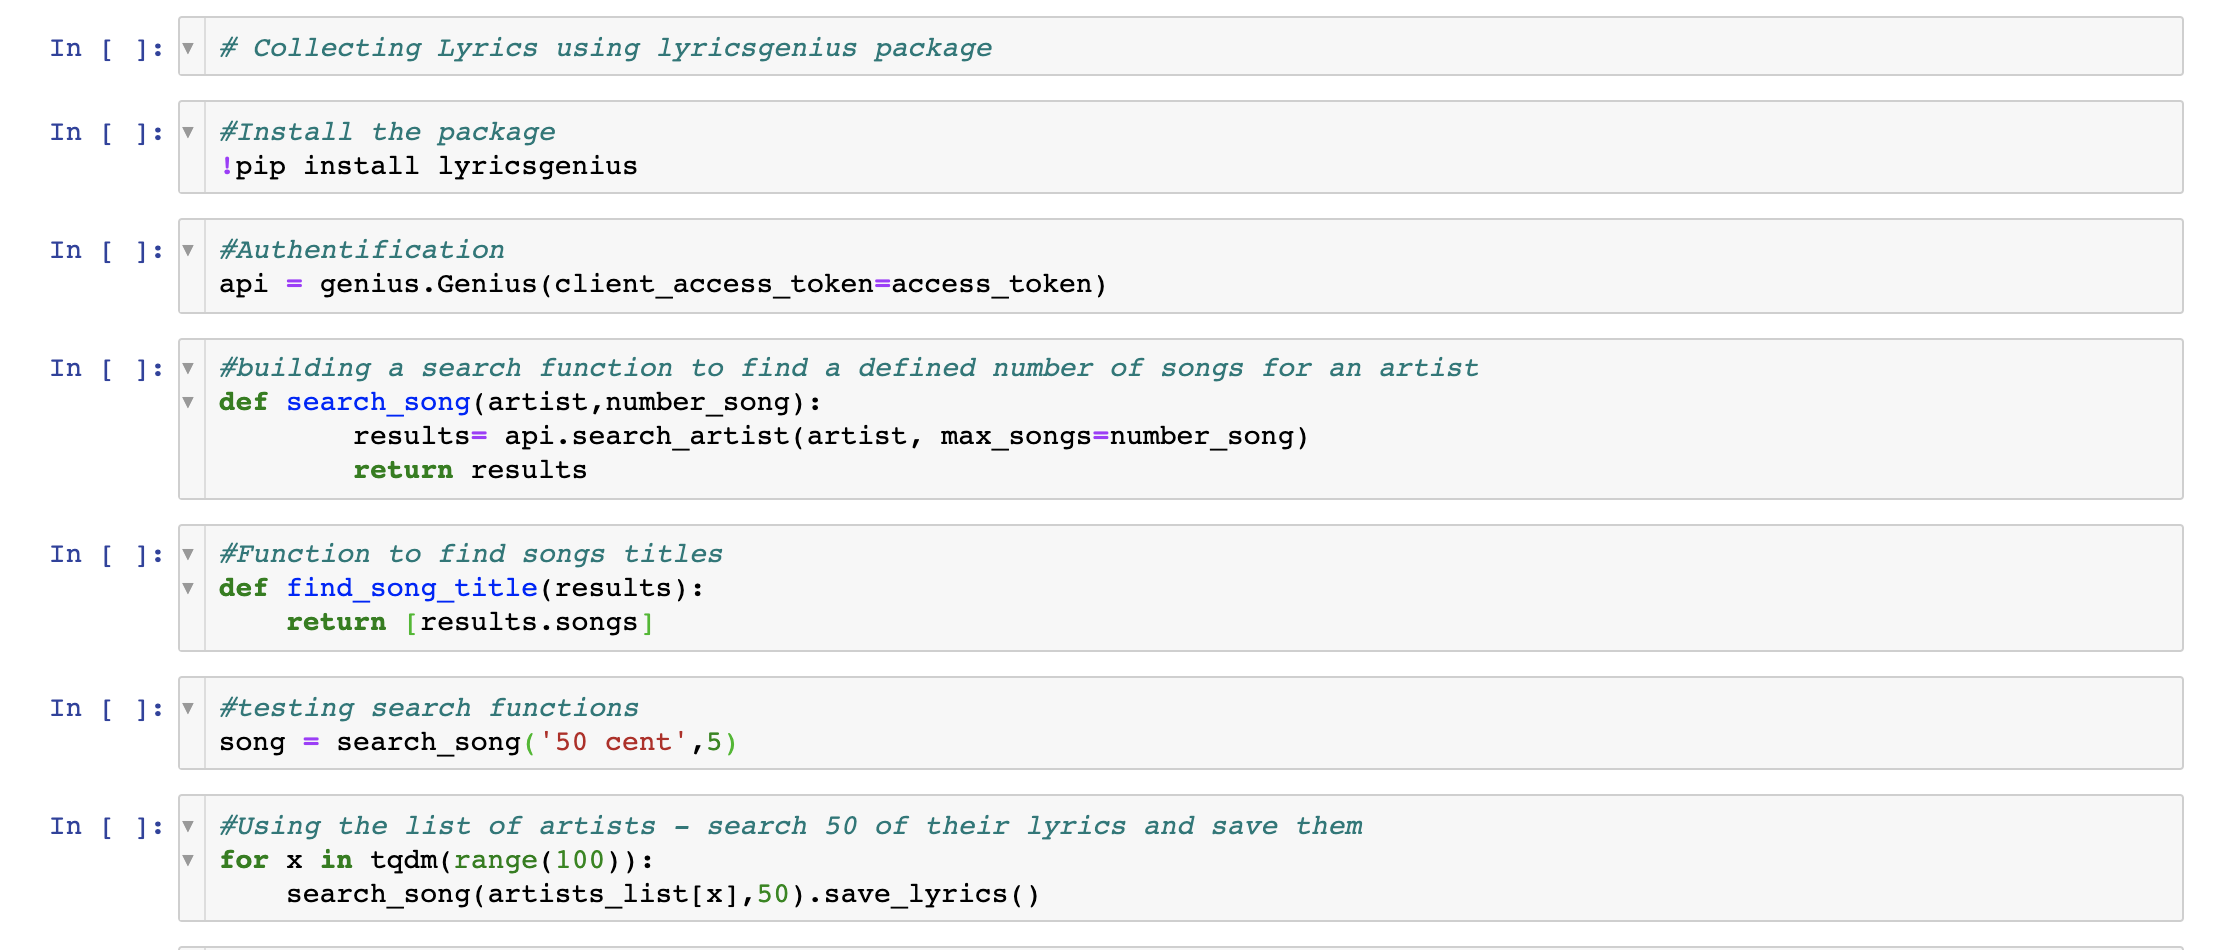 In [ ]: # Collecting Lyrics using lyricsgenius package
In [ ]: #Install the package
!pip install lyricsgenius
In [ ]: #Authentification
api = genius.Genius(client_access_token=access_token)
In [ ]: #building a search function to find a defined number of songs for an artist
def search_song(artist,number_song):
        results= api.search_artist(artist, max_songs=number_song)
        return results
In [ ]: #Function to find songs titles
def find_song_title(results):
    return [results.songs]
In [ ]: #testing search functions
song = search_song('50 cent',5)
In [ ]: #Using the list of artists – search 50 of their lyrics and save them
for x in tqdm(range(100)):
    search_song(artists_list[x],50).save_lyrics()